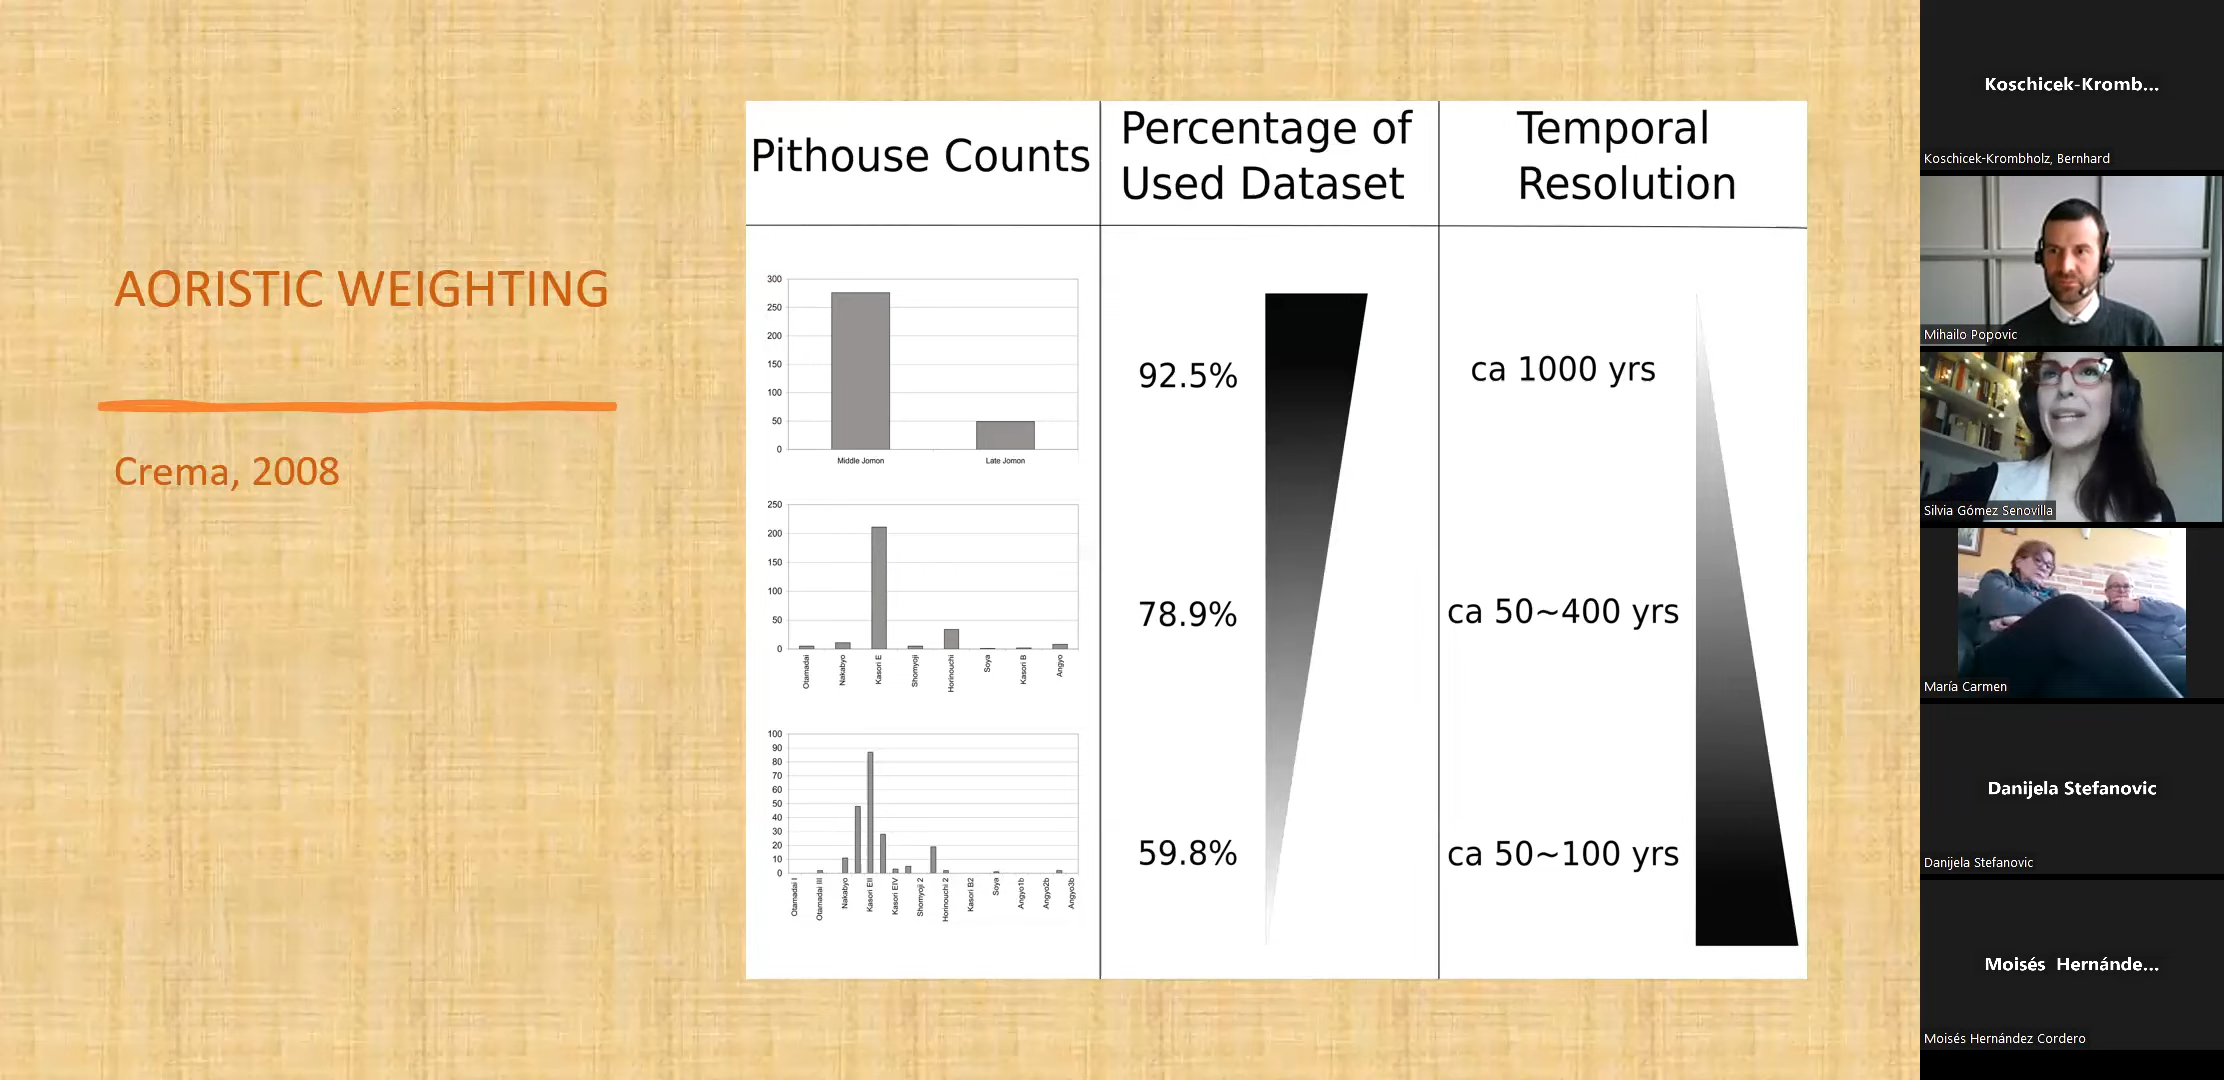 AORISTIC WEIGHTING
Crema, 2008
Pithouse Counts
Percentage of
Used Dataset
Temporal
Resolution
300
250
200
150
100
50
0
Middle Jomon
Late Jomon
92.5%
ca 1000 yrs
250
200
150
100
50
0
Otamadai
Nakabyo
Kasori E
Shomyoji
Horinouchi
Soya
Kasori B
Angyo
78.9%
ca 50~400 yrs
100
90
80
70
60
50
40
30
20
10
0
Otamadai I
Otamadai III
Nakabyo
Kasori EII
Kasori EIV
Shomyoji 2
Horinouchi 2
Kasori B2
Soya
Angyo1b
Angyo2b
Angyo3b
59.8%
ca 50~100 yrs
Koschicek-Kromb...
Koschicek-Krombholz, Bernhard
Mihailo Popovic
Silvia Gómez Senovilla
María Carmen
Danijela Stefanovic
Danijela Stefanovic
Moisés Hernánde...
Moisés Hernández Cordero